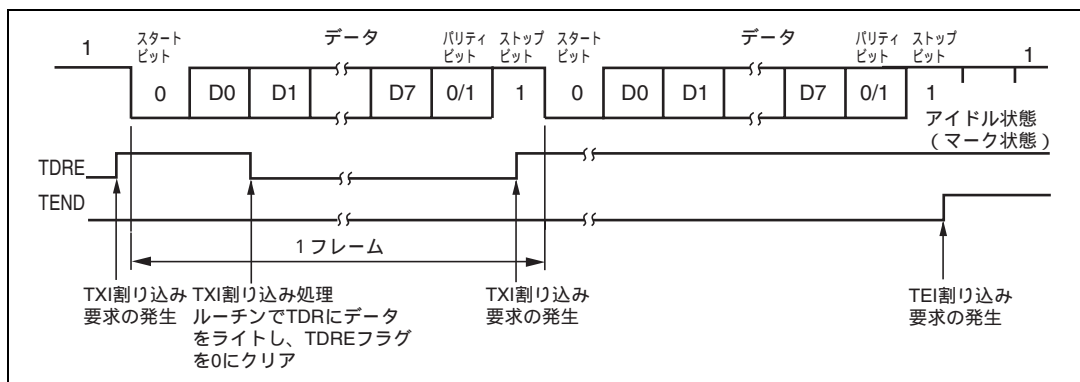 1
スタート
ビット
データ
パリティ
ビット
ストップ
ビット
スタート
ビット
データ
パリティ
ビット
ストップ
ビット
1
0
D0
D1
D7
0/1
1
0
D0
D1
D7
0/1
1
アイドル状態
(マーク状態)
TDRE
TEND
1フレーム
TXI割り込み
要求の発生
TXI割り込み処理
ルーチンでTDRにデータ
をライトし、TDREフラグ
を0にクリア
TXI割り込み
要求の発生
TEI割り込み
要求の発生